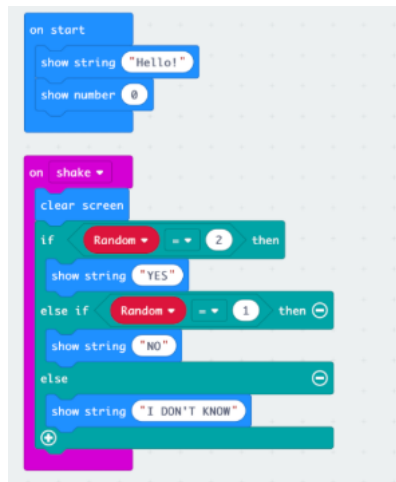 on start
show string "Hello!"
show number 0
on shake
clear screen
if Random = 2 then
show string "YES"
else if Random = 1 then
show string "NO"
else
show string "I DON'T KNOW"